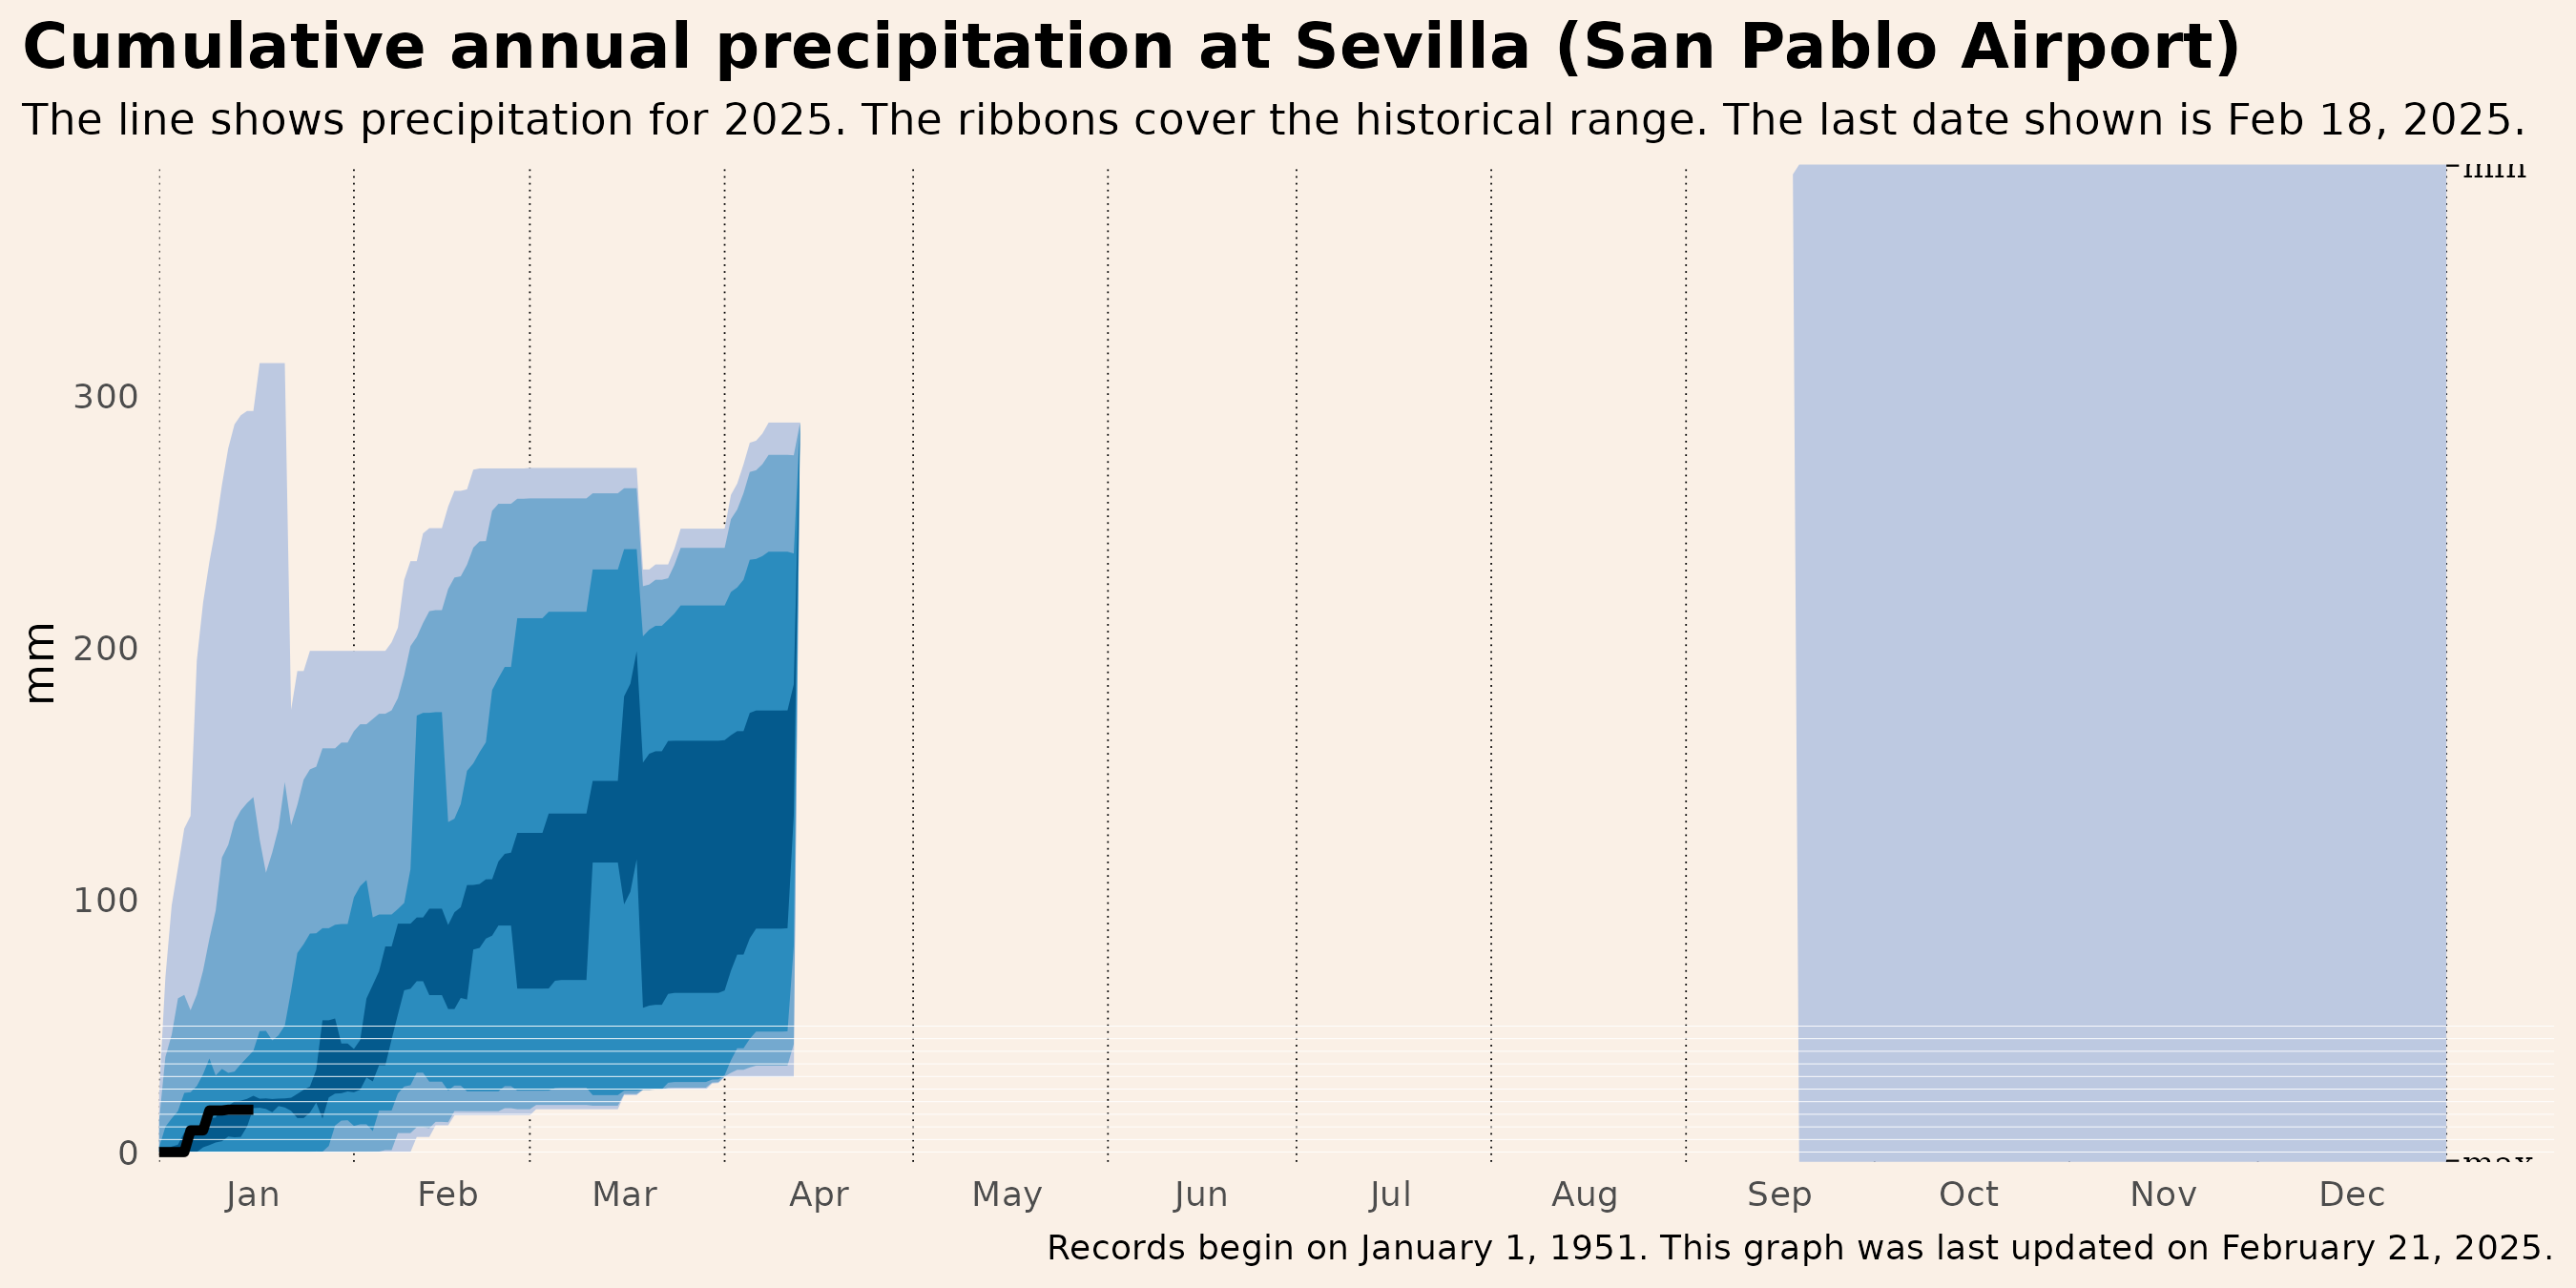 Cumulative annual precipitation at Sevilla (San Pablo Airport)
The line shows precipitation for 2025. The ribbons cover the historical range. The last date shown is Feb 18, 2025.
min
300
200
mm
100
0
max
Jan Feb Mar Apr May Jun Jul Aug Sep Oct Nov Dec
Records begin on January 1, 1951. This graph was last updated on February 21, 2025.